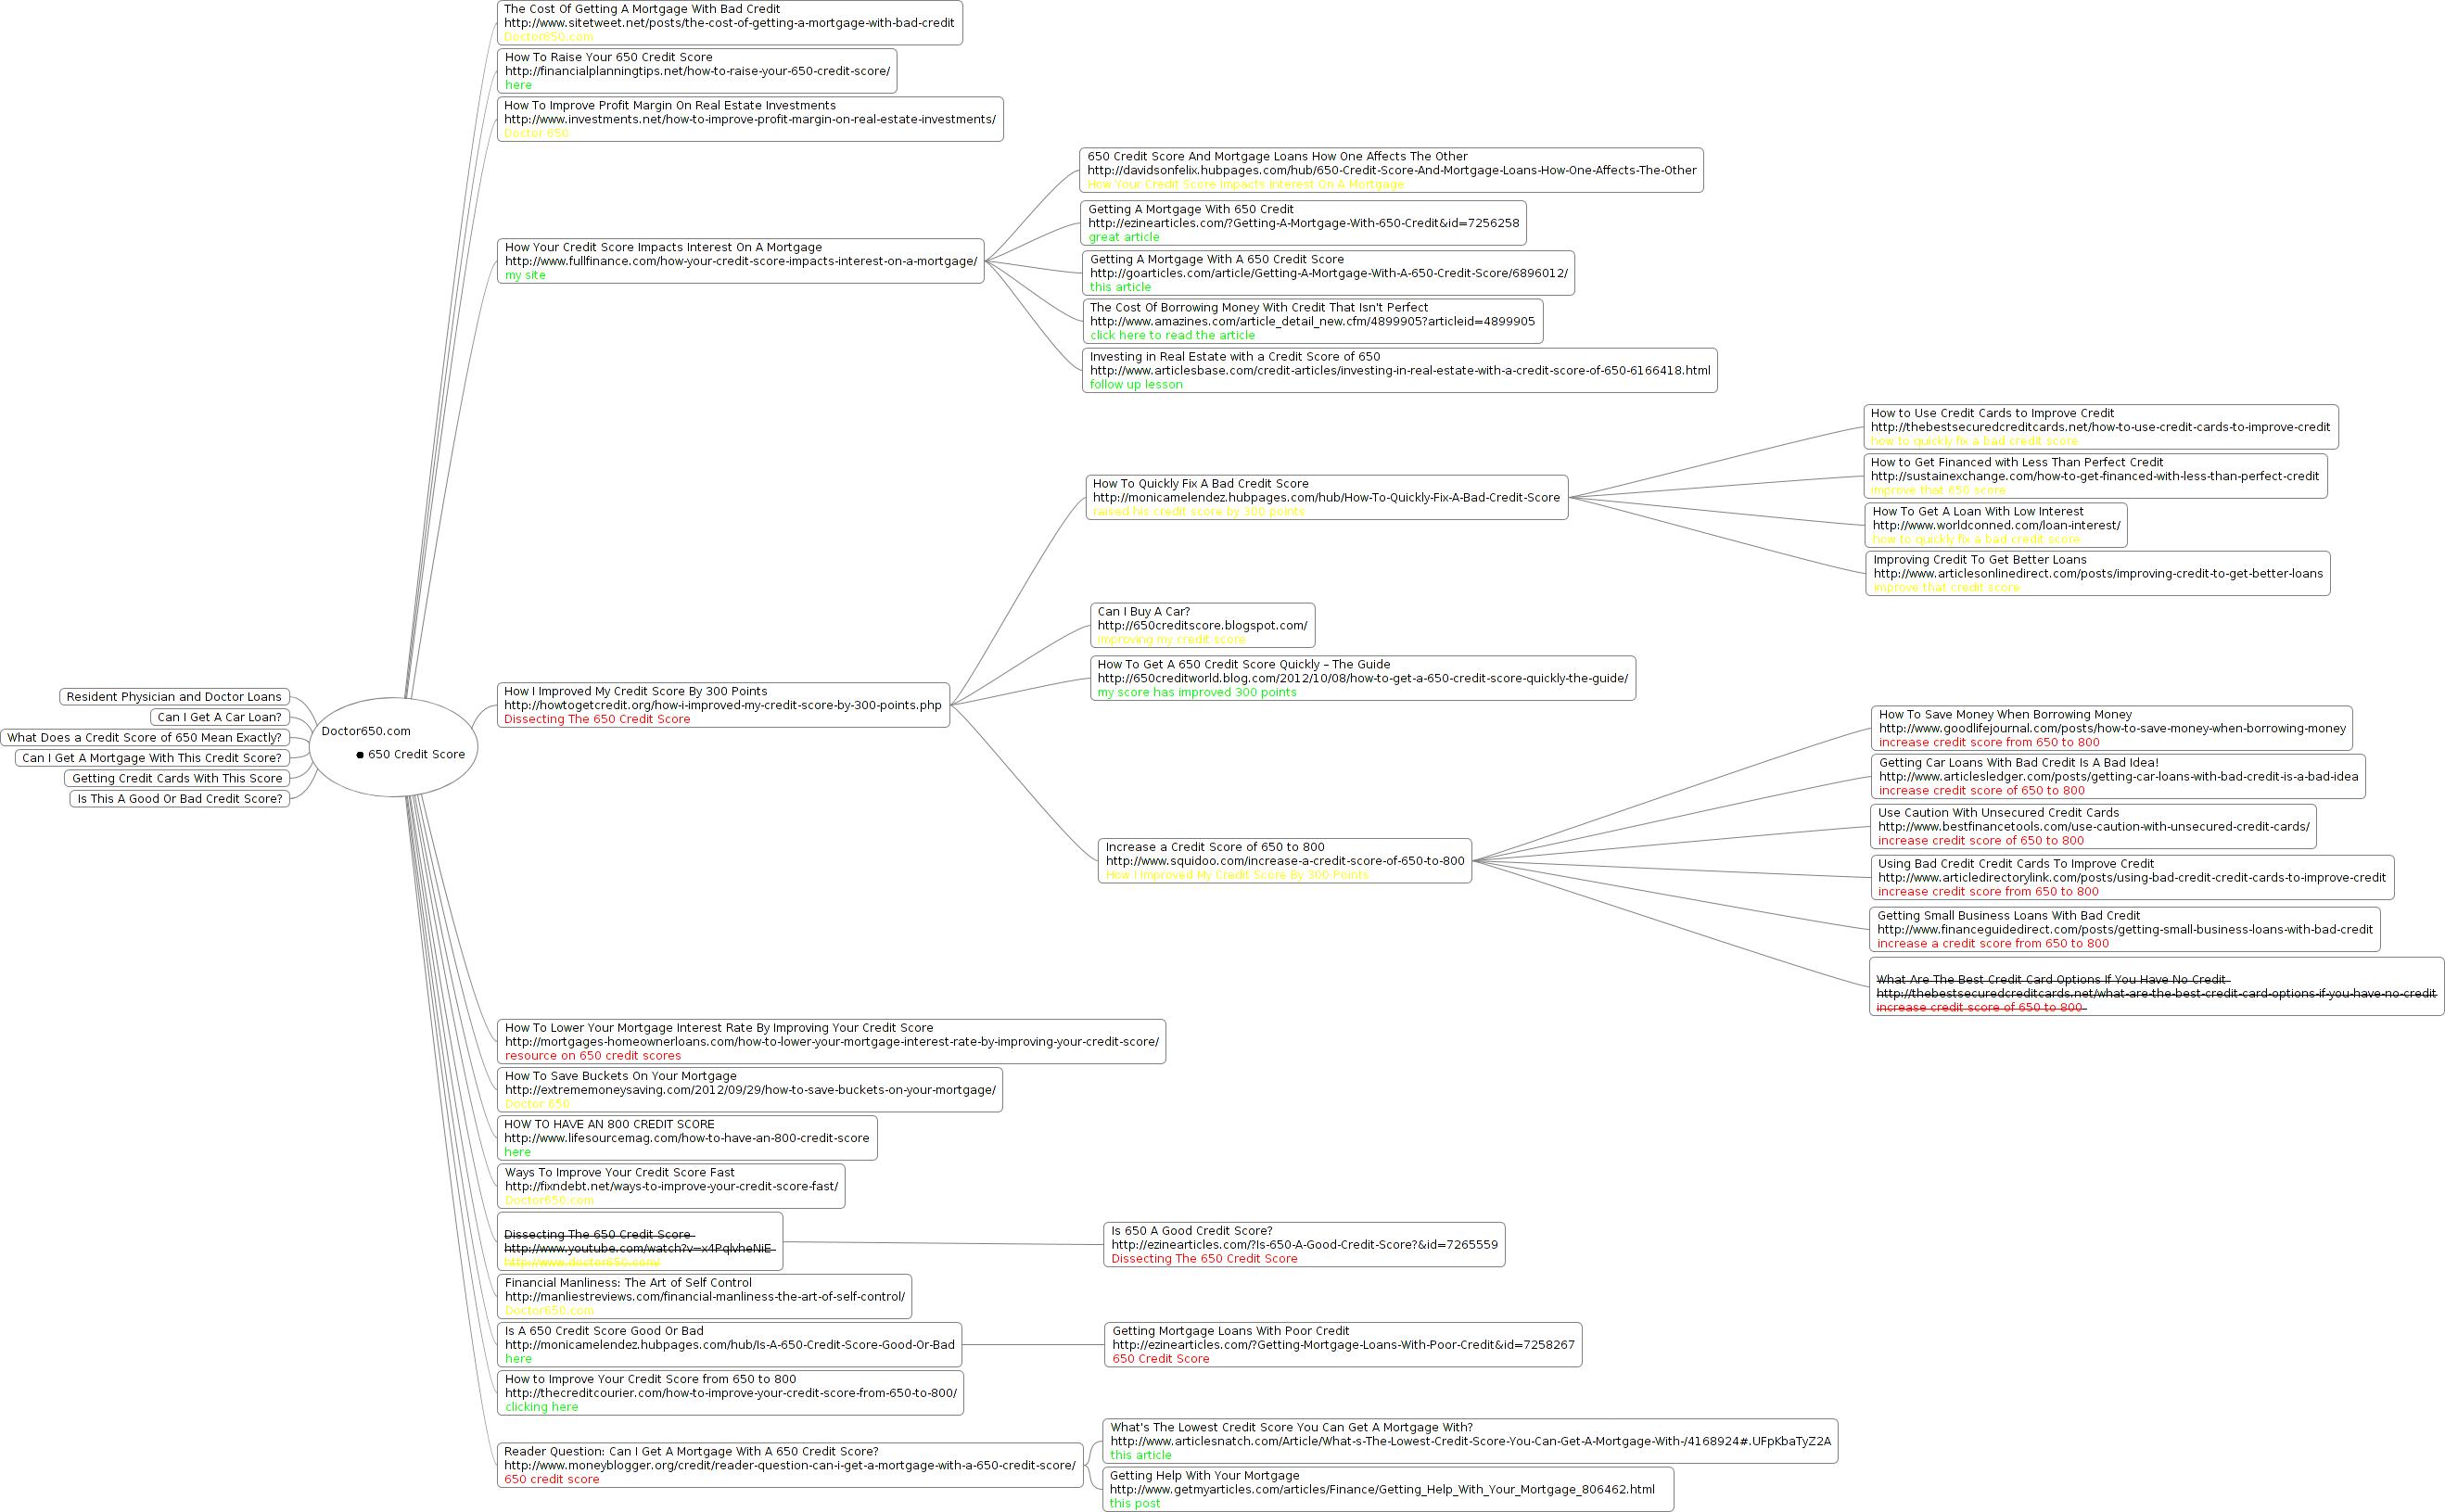 The Cost Of Getting A Mortgage With Bad Credit
http://www.sitetweet.net/posts/the-cost-of-getting-a-mortgage-with-bad-credit
Doctor650.com
How To Raise Your 650 Credit Score
http://financialplanningtips.net/how-to-raise-your-650-credit-score/
here
How To Improve Profit Margin On Real Estate Investments
http://www.investments.net/how-to-improve-profit-margin-on-real-estate-investments/
Doctor 650
How Your Credit Score Impacts Interest On A Mortgage
http://www.fullfinance.com/how-your-credit-score-impacts-interest-on-a-mortgage/
my site
650 Credit Score And Mortgage Loans How One Affects The Other
http://davidsonfelix.hubpages.com/hub/650-Credit-Score-And-Mortgage-Loans-How-One-Affects-The-Other
How Your Credit Score Impacts Interest On A Mortgage
Getting A Mortgage With 650 Credit
http://ezinearticles.com/?Getting-A-Mortgage-With-650-Credit&id=7256258
great article
Getting A Mortgage With A 650 Credit Score
http://goarticles.com/article/Getting-A-Mortgage-With-A-650-Credit-Score/6896012/
this article
The Cost Of Borrowing Money With Credit That Isn't Perfect
http://www.amazines.com/article_detail_new.cfm/4899905?articleid=4899905
click here to read the article
Investing in Real Estate with a Credit Score of 650
http://www.articlesbase.com/credit-articles/investing-in-real-estate-with-a-credit-score-of-650-6166418.html
follow up lesson
Resident Physician and Doctor Loans
Can I Get A Car Loan?
What Does a Credit Score of 650 Mean Exactly?
Can I Get A Mortgage With This Credit Score?
Getting Credit Cards With This Score
Is This A Good Or Bad Credit Score?
Doctor650.com
● 650 Credit Score
How I Improved My Credit Score By 300 Points
http://howtogetcredit.org/how-i-improved-my-credit-score-by-300-points.php
Dissecting The 650 Credit Score
How To Quickly Fix A Bad Credit Score
http://monicamelendez.hubpages.com/hub/How-To-Quickly-Fix-A-Bad-Credit-Score
raised his credit score by 300 points
How to Use Credit Cards to Improve Credit
http://thebestsecuredcreditcards.net/how-to-use-credit-cards-to-improve-credit
how to quickly fix a bad credit score
How to Get Financed with Less Than Perfect Credit
http://sustainexchange.com/how-to-get-financed-with-less-than-perfect-credit
improve that 650 score
How To Get A Loan With Low Interest
http://www.worldconned.com/loan-interest/
how to quickly fix a bad credit score
Improving Credit To Get Better Loans
http://www.articlesonlinedirect.com/posts/improving-credit-to-get-better-loans
improve that credit score
Can I Buy A Car?
http://650creditscore.blogspot.com/
improving my credit score
How To Get A 650 Credit Score Quickly – The Guide
http://650creditworld.blog.com/2012/10/08/how-to-get-a-650-credit-score-quickly-the-guide/
my score has improved 300 points
Increase a Credit Score of 650 to 800
http://www.squidoo.com/increase-a-credit-score-of-650-to-800
How I Improved My Credit Score By 300 Points
How To Save Money When Borrowing Money
http://www.goodlifejournal.com/posts/how-to-save-money-when-borrowing-money
increase credit score from 650 to 800
Getting Car Loans With Bad Credit Is A Bad Idea!
http://www.articlesledger.com/posts/getting-car-loans-with-bad-credit-is-a-bad-idea
increase credit score of 650 to 800
Use Caution With Unsecured Credit Cards
http://www.bestfinancetools.com/use-caution-with-unsecured-credit-cards/
increase credit score of 650 to 800
Using Bad Credit Credit Cards To Improve Credit
http://www.articledirectorylink.com/posts/using-bad-credit-credit-cards-to-improve-credit
increase credit score from 650 to 800
Getting Small Business Loans With Bad Credit
http://www.financeguidedirect.com/posts/getting-small-business-loans-with-bad-credit
increase a credit score from 650 to 800
What Are The Best Credit Card Options If You Have No Credit
http://thebestsecuredcreditcards.net/what-are-the-best-credit-card-options-if-you-have-no-credit
increase credit score of 650 to 800
How To Lower Your Mortgage Interest Rate By Improving Your Credit Score
http://mortgages-homeownerloans.com/how-to-lower-your-mortgage-interest-rate-by-improving-your-credit-score/
resource on 650 credit scores
How To Save Buckets On Your Mortgage
http://extrememoneysaving.com/2012/09/29/how-to-save-buckets-on-your-mortgage/
Doctor 650
HOW TO HAVE AN 800 CREDIT SCORE
http://www.lifesourcemag.com/how-to-have-an-800-credit-score
here
Ways To Improve Your Credit Score Fast
http://fixndebt.net/ways-to-improve-your-credit-score-fast/
Doctor650.com
Dissecting The 650 Credit Score
http://www.youtube.com/watch?v=x4PqlvheNiE
http://www.doctor650.com/
Is 650 A Good Credit Score?
http://ezinearticles.com/?Is-650-A-Good-Credit-Score?&id=7265559
Dissecting The 650 Credit Score
Financial Manliness: The Art of Self Control
http://manliestreviews.com/financial-manliness-the-art-of-self-control/
Doctor650.com
Is A 650 Credit Score Good Or Bad
http://monicamelendez.hubpages.com/hub/Is-A-650-Credit-Score-Good-Or-Bad
here
Getting Mortgage Loans With Poor Credit
http://ezinearticles.com/?Getting-Mortgage-Loans-With-Poor-Credit&id=7258267
650 Credit Score
How to Improve Your Credit Score from 650 to 800
http://thecreditcourier.com/how-to-improve-your-credit-score-from-650-to-800/
clicking here
Reader Question: Can I Get A Mortgage With A 650 Credit Score?
http://www.moneyblogger.org/credit/reader-question-can-i-get-a-mortgage-with-a-650-credit-score/
650 credit score
What's The Lowest Credit Score You Can Get A Mortgage With?
http://www.articlesnatch.com/Article/What-s-The-Lowest-Credit-Score-You-Can-Get-A-Mortgage-With-/4168924#.UFpKbaTyZ2A
this article
Getting Help With Your Mortgage
http://www.getmyarticles.com/articles/Finance/Getting_Help_With_Your_Mortgage_806462.html
this post